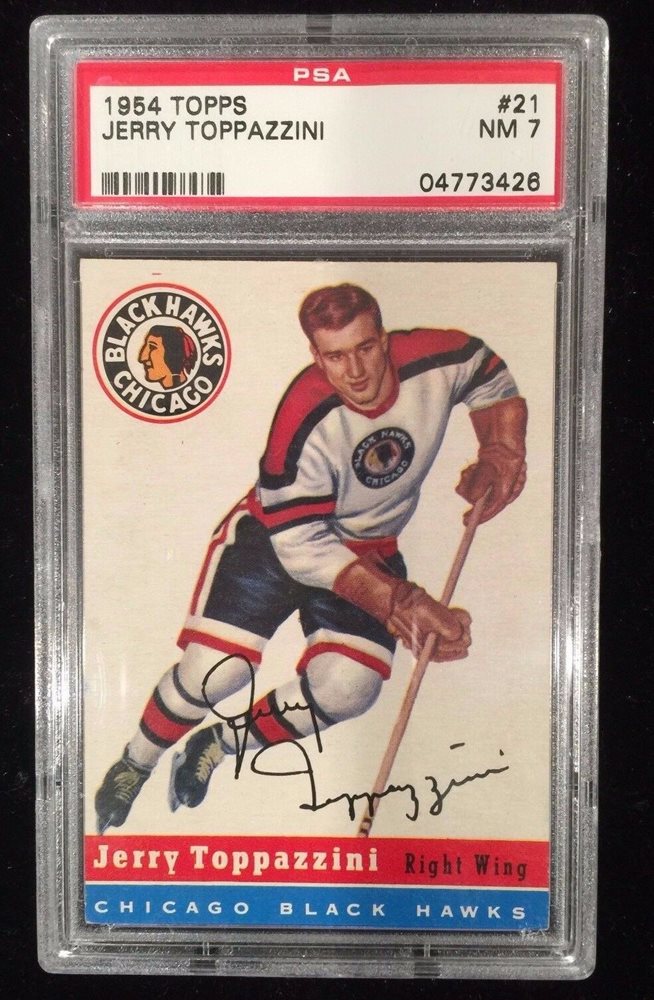 PSA
1954 TOPPS #21
JERRY TOPPAZZINI NM 7
04773426
BLACK HAWKS
CHICAGO
BLACK HAWKS
CHICAGO
Jerry
Toppazzini
Jerry Toppazzini Right Wing
CHICAGO BLACK HAWKS
PSA